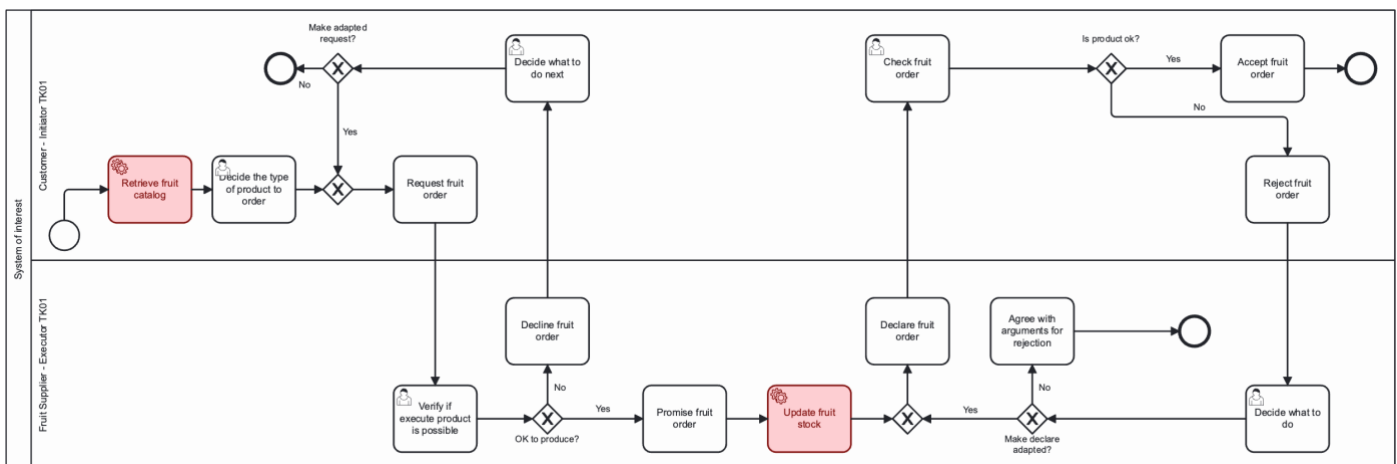 System of interest
Customer - Initiator TK01
Make adapted
request?
No
Yes
Decide what to
do next
Retrieve fruit
catalog
Decide the type
of product to
order
Request fruit
order
Check fruit
order
Is product ok?
Yes
No
Accept fruit
order
Reject fruit
order
Fruit Supplier - Executor TK01
Verify if
execute product
is possible
Decline fruit
order
No
OK to produce?
Yes
Promise fruit
order
Update fruit
stock
Declare fruit
order
Yes
Agree with
arguments for
rejection
No
Make declare
adapted?
Decide what to
do